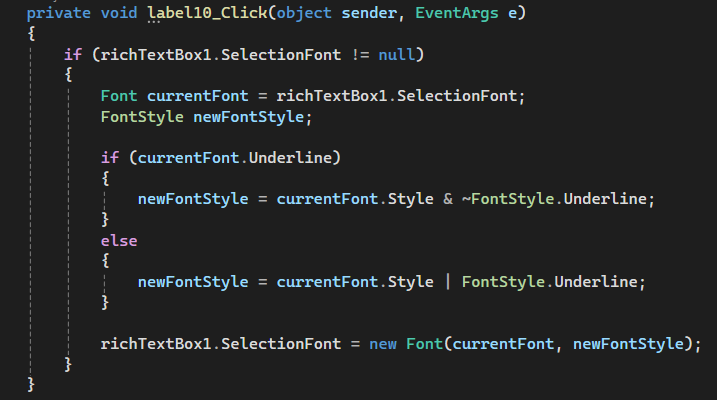 private void label10_Click(object sender, EventArgs e)
{
if (richTextBox1.SelectionFont != null)
{
Font currentFont = richTextBox1.SelectionFont;
FontStyle newFontStyle;
if (currentFont.Underline)
{
newFontStyle = currentFont.Style & ~FontStyle.Underline;
}
else
{
newFontStyle = currentFont.Style | FontStyle.Underline;
}
richTextBox1.SelectionFont = new Font(currentFont, newFontStyle);
}
}